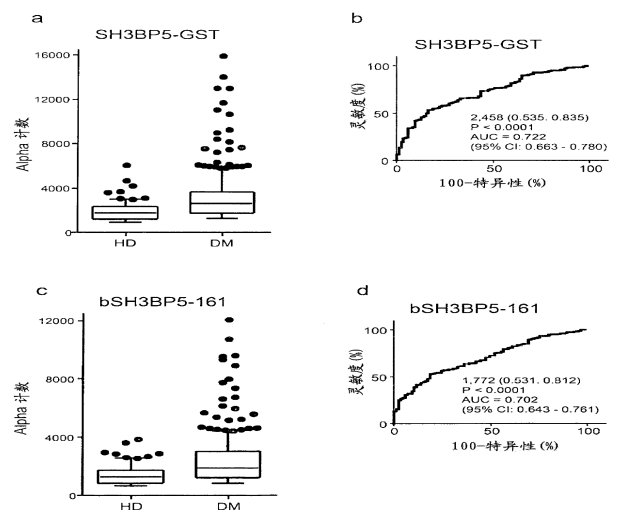 a
SH3BP5-GST
16000
12000
8000
4000
0
Alpha 计数
HD
DM
b
SH3BP5-GST
100
50
0
灵敏度(%)
2,458 (0.535. 0.835)
P < 0.0001
AUC = 0.722
(95% CI: 0.663 - 0.780)
0
50
100
100-特异性(%)
c
bSH3BP5-161
12000
8000
4000
0
Alpha 计数
HD
DM
d
bSH3BP5-161
100
50
0
灵敏度(%)
1,772 (0.531. 0.812)
P < 0.0001
AUC = 0.702
(95% CI: 0.643 - 0.761)
0
50
100
100-特异性(%)